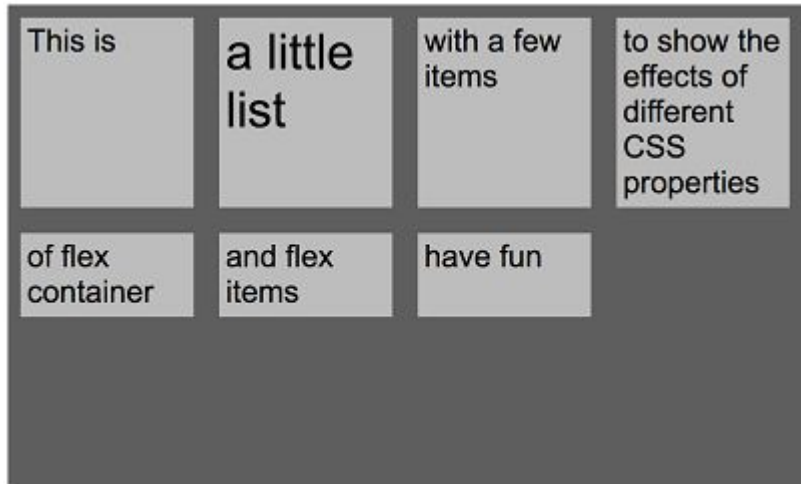 This is
a little
list
with a few
items
to show the
effects of
different
CSS
properties
of flex
container
and flex
items
have fun